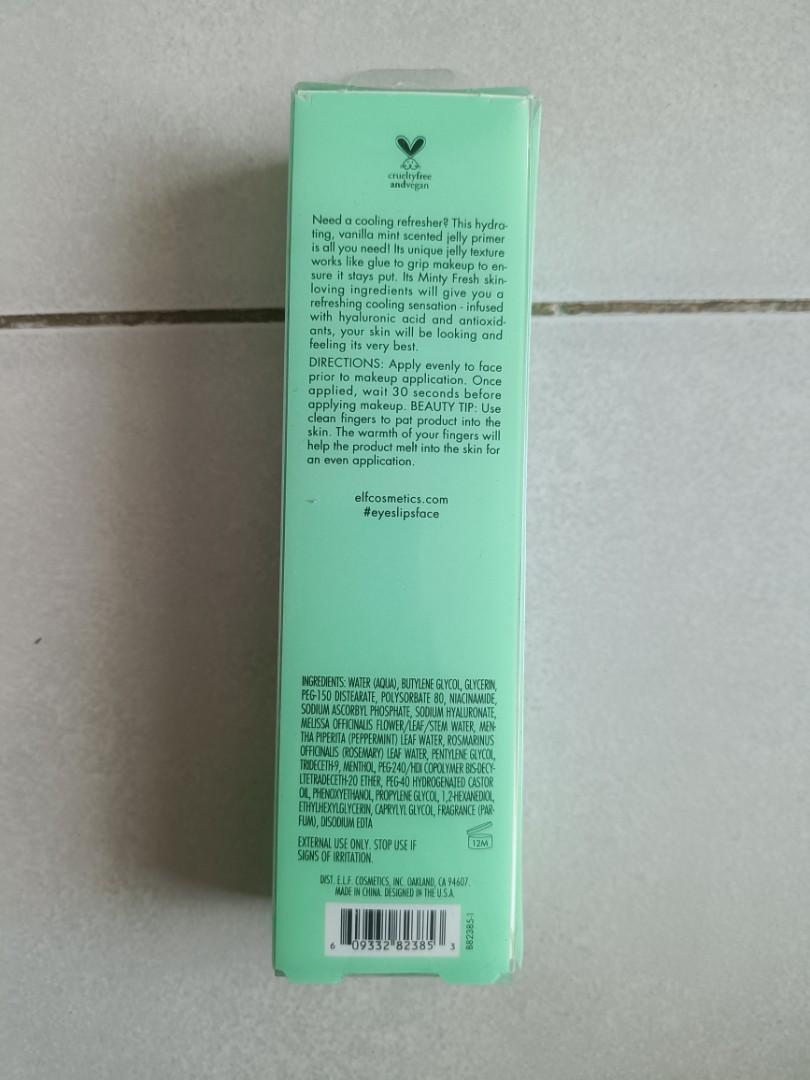 crueltyfree
andvegan
Need a cooling refresher? This hydra-
ting, vanilla mint scented jelly primer
is all you need! Its unique jelly texture
works like glue to grip makeup to en-
sure it stays put. Its Minty Fresh skin-
loving ingredients will give you a
refreshing cooling sensation - infused
with hyaluronic acid and antioxid-
ants, your skin will be looking and
feeling its very best.
DIRECTIONS: Apply evenly to face
prior to makeup application. Once
applied, wait 30 seconds before
applying makeup. BEAUTY TIP: Use
clean fingers to pat product into the
skin. The warmth of your fingers will
help the product melt into the skin for
an even application.
elfcosmetics.com
#eyeslipsface
INGREDIENTS: WATER (AQUA), BUTYLENE GLYCOL, GLYCERIN,
PEG-150 DISTEARATE, POLYSORBATE 80, NIACINAMIDE,
SODIUM ASCORBYL PHOSPHATE, SODIUM HYALURONATE,
MELISSA OFFICINALIS FLOWER/LEAF/STEM WATER, MEN-
THA PIPERITA (PEPPERMINT) LEAF WATER, ROSMARINUS
OFFICINALIS (ROSEMARY) LEAF WATER, PENTYLENE GLYCOL,
TRIDECETH-9, MENTHOL, PEG-240/HDI COPOLYMER BIS-DECY-
LTETRADECETH-20 ETHER, PEG-40 HYDROGENATED CASTOR
OIL, PHENOXYETHANOL, PROPYLENE GLYCOL, 1,2-HEXANEDIOL,
ETHYLHEXYLGLYCERIN, CAPRYLYL GLYCOL, FRAGRANCE (PAR-
FUM), DISODIUM EDTA
12M
EXTERNAL USE ONLY. STOP USE IF
SIGNS OF IRRITATION.
DIST. E.L.F. COSMETICS, INC. OAKLAND, CA 94607.
MADE IN CHINA. DESIGNED IN THE U.S.A.
6 09332 82385 3
B82385-1